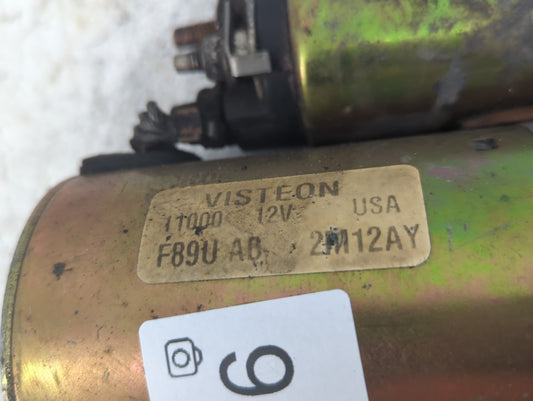 VISTEON
11000 12V USA
F89U AB 2M12AY
9